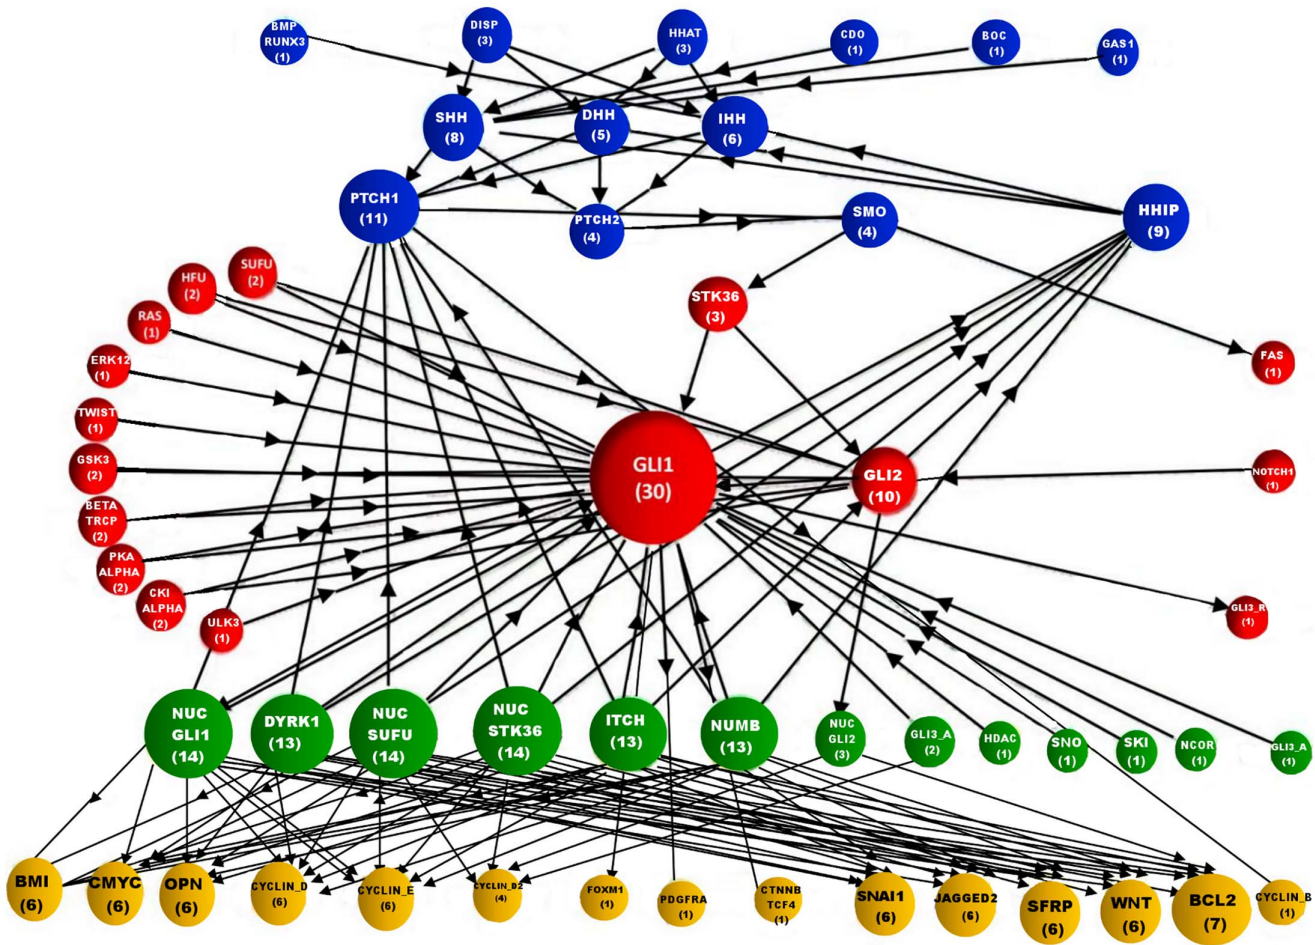 BMP
RUNX3
(1)
DISP
(3)
HHAT
(3)
CDO
(1)
BOC
(1)
GAS1
(1)
SHH
(8)
DHH
(5)
IHH
(6)
PTCH1
(11)
PTCH2
(4)
SMO
(4)
HHIP
(9)
SUFU
(2)
HFU
(2)
RAS
(1)
STK36
(3)
ERK12
(1)
FAS
(1)
TWIST
(1)
GSK3
(2)
GLI1
(30)
GLI2
(10)
NOTCH1
(1)
BETA
TRCP
(2)
PKA
ALPHA
(2)
CKI
ALPHA
(2)
ULK3
(1)
GLI3_R
(1)
NUC
GLI1
(14)
DYRK1
(13)
NUC
SUFU
(14)
NUC
STK36
(14)
ITCH
(13)
NUMB
(13)
NUC
GLI2
(3)
GLI3_A
(2)
HDAC
(1)
SNO
(1)
SKI
(1)
NCOR
(1)
GLI3_A
(1)
BMI
(6)
CMYC
(6)
OPN
(6)
CYCLIN_D
(6)
CYCLIN_E
(6)
CYCLIN_D2
(4)
FOXM1
(1)
PDGFRA
(1)
CTNNB
TCF4
(1)
SNAI1
(6)
JAGGED2
(6)
SFRP
(6)
WNT
(6)
BCL2
(7)
CYCLIN_B
(1)